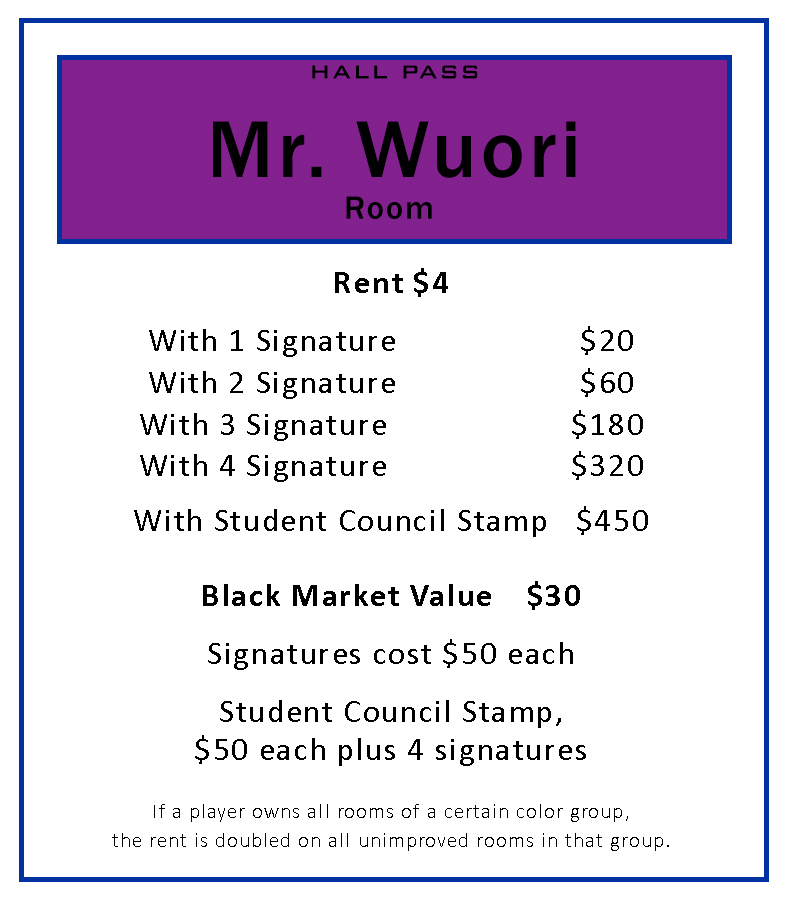 HALL PASS
Mr. Wuori
Room
Rent $4
With 1 Signature $20
With 2 Signature $60
With 3 Signature $180
With 4 Signature $320
With Student Council Stamp $450
Black Market Value $30
Signatures cost $50 each
Student Council Stamp,
$50 each plus 4 signatures
If a player owns all rooms of a certain color group,
the rent is doubled on all unimproved rooms in that group.